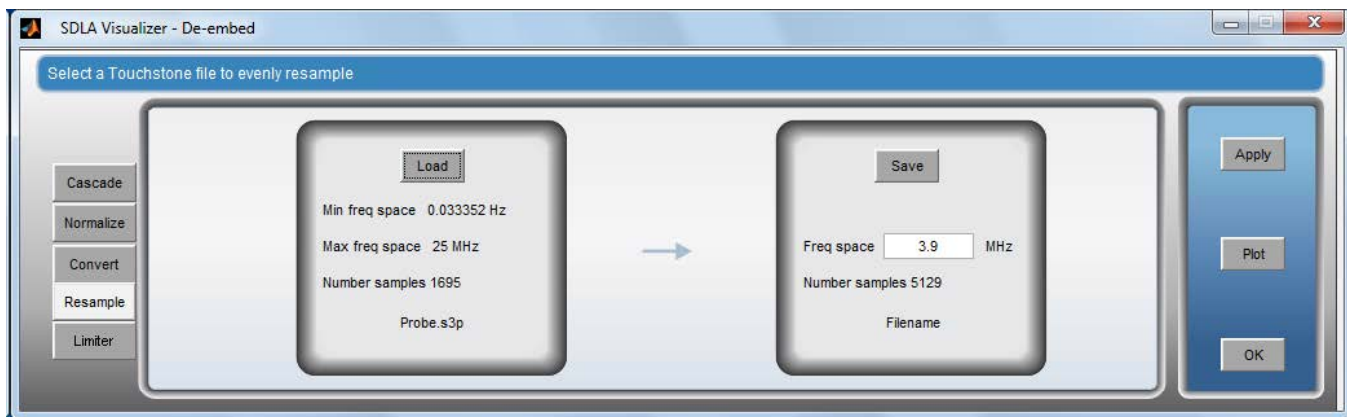 SDLA Visualizer - De-embed
Select a Touchstone file to evenly resample
Cascade
Normalize
Convert
Resample
Limiter
Load
Min freq space 0.033352 Hz
Max freq space 25 MHz
Number samples 1695
Probe.s3p
Save
Freq space 3.9 MHz
Number samples 5129
Filename
Apply
Plot
OK